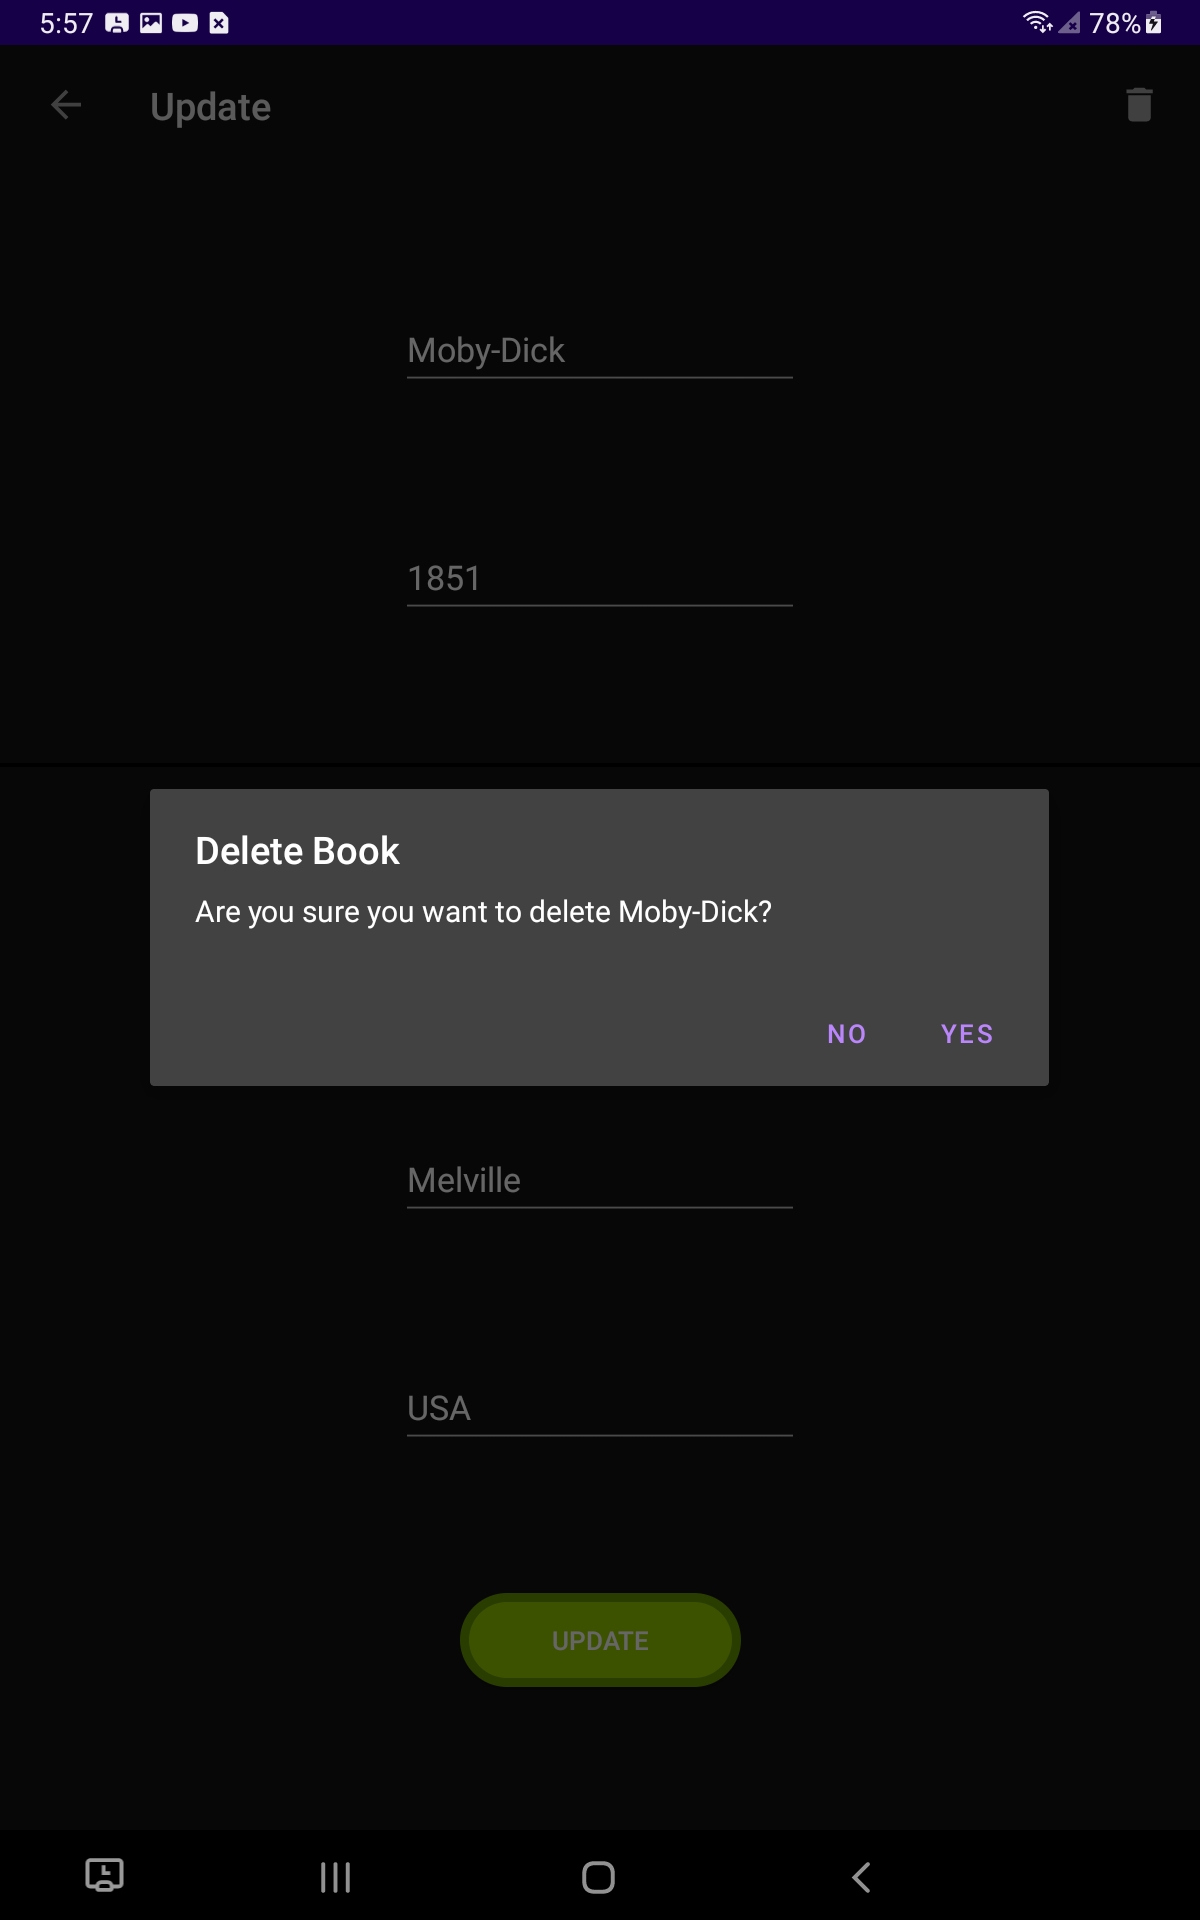 5:57
78%
Update
Moby-Dick
1851
Delete Book
Are you sure you want to delete Moby-Dick?
NO YES
Melville
USA
UPDATE